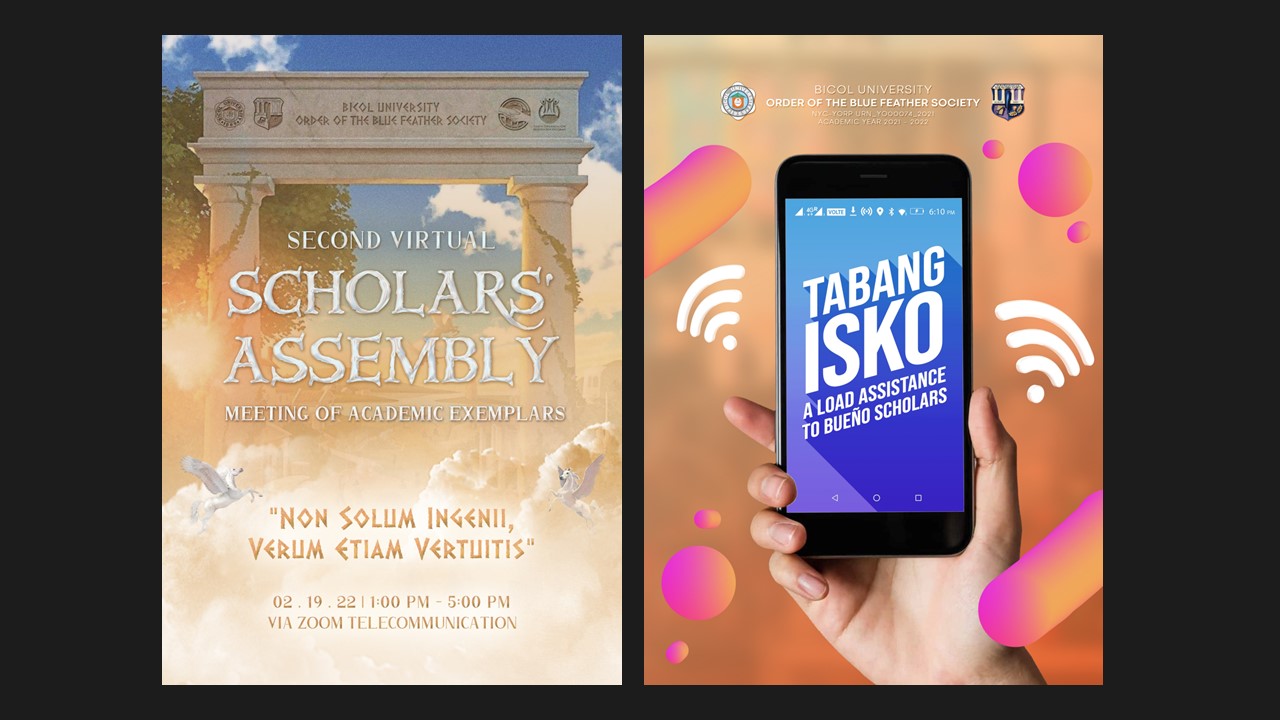 BICOL UNIVERSITY
ORDER OF THE BLUE FEATHER SOCIETY
SECOND VIRTUAL
SCHOLARS'
ASSEMBLY
MEETING OF ACADEMIC EXEMPLARS
"NON SOLUM INGENII,
VERUM ETIAM VERTUITIS"
02 . 19 . 22 | 1:00 PM - 5:00 PM
VIA ZOOM TELECOMMUNICATION
BICOL UNIVERSITY
ORDER OF THE BLUE FEATHER SOCIETY
NYC-YORP URN_YO00074_2021
ACADEMIC YEAR 2021 - 2022
4G VOLTE 6:10 PM
TABANG
ISKO
A LOAD ASSISTANCE
TO BUEÑO SCHOLARS